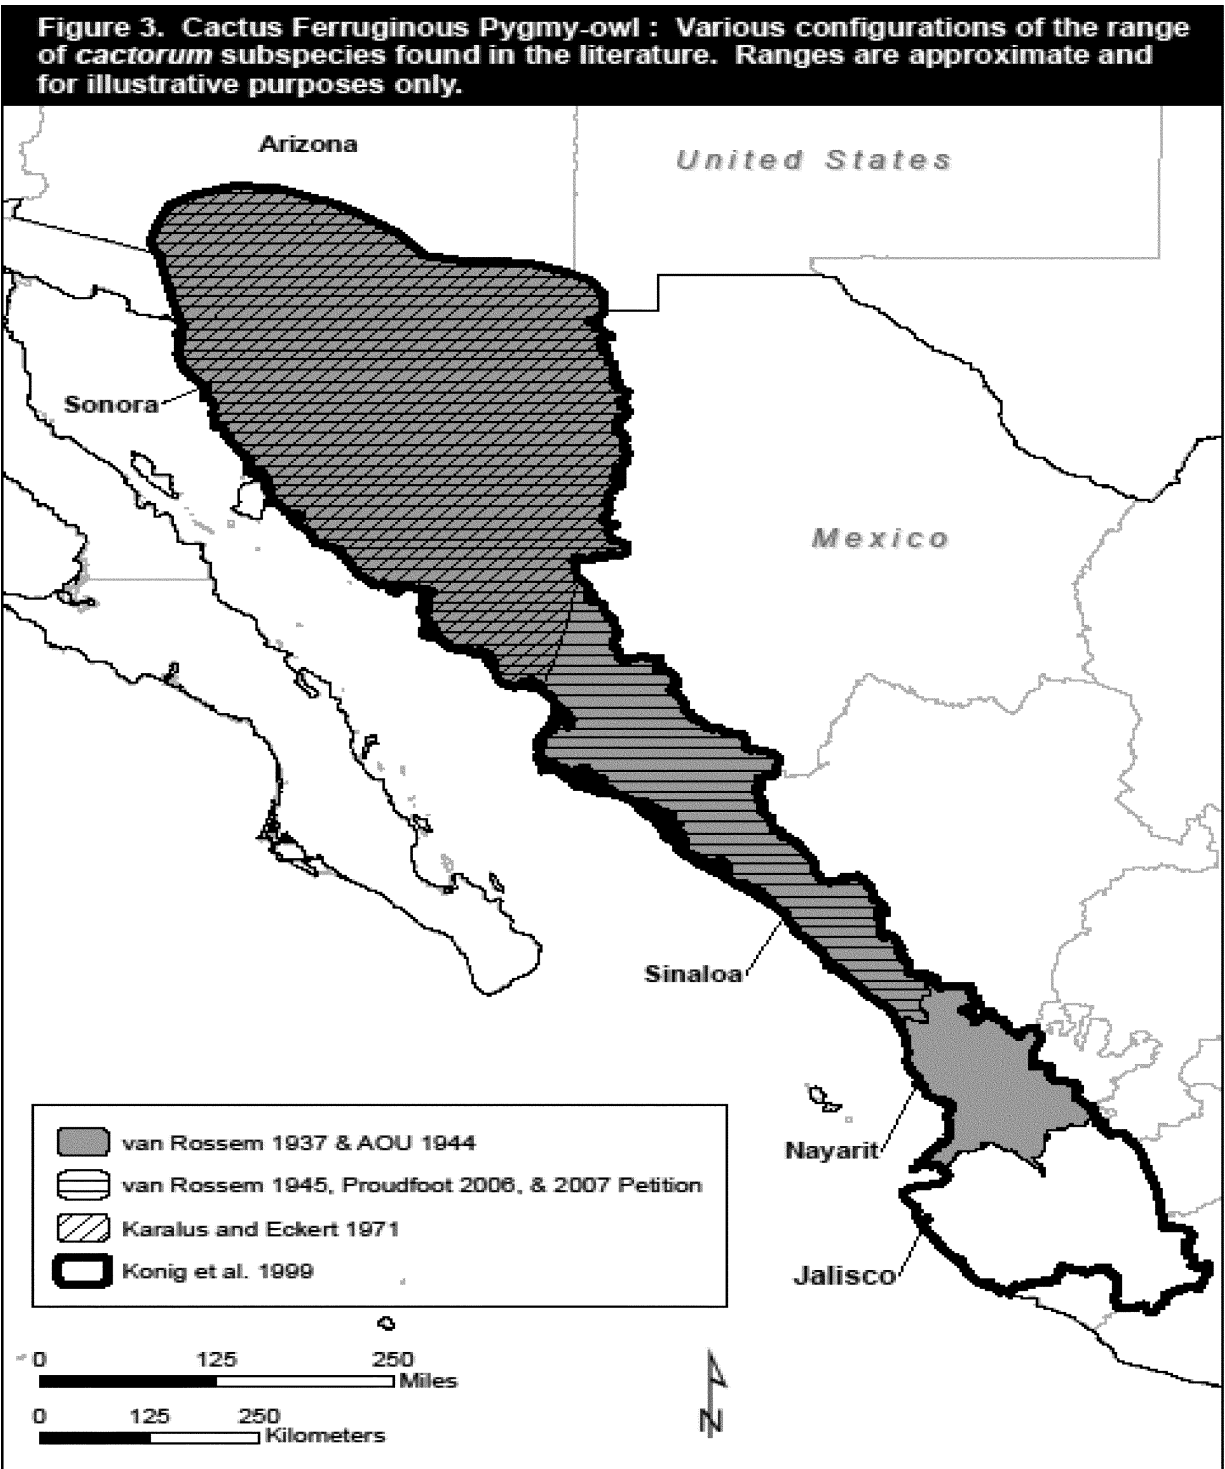 Figure 3. Cactus Ferruginous Pygmy-owl : Various configurations of the range
of cactorum subspecies found in the literature. Ranges are approximate and
for illustrative purposes only.
Arizona
United States
Sonora
Mexico
Sinaloa
Nayarit
Jalisco
van Rossem 1937 & AOU 1944
van Rossem 1945, Proudfoot 2006, & 2007 Petition
Karalus and Eckert 1971
Konig et al. 1999
0 125 250
Miles
0 125 250
Kilometers
N